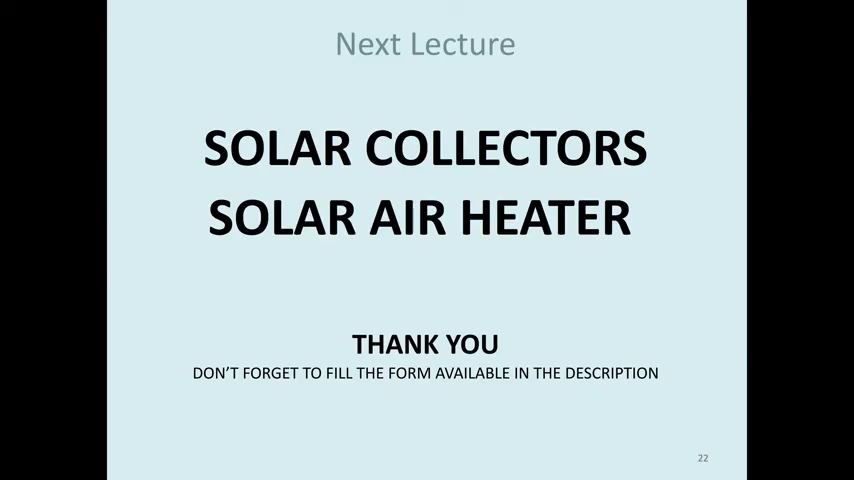 Next Lecture
SOLAR COLLECTORS
SOLAR AIR HEATER
THANK YOU
DON’T FORGET TO FILL THE FORM AVAILABLE IN THE DESCRIPTION
22